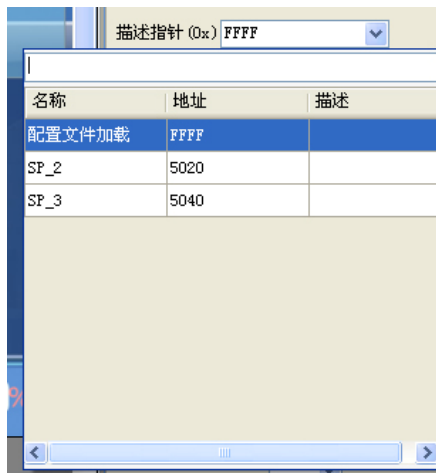 描述指针(0x) FFFF
名称 地址 描述
配置文件加载 FFFF
SP_2 5020
SP_3 5040
%